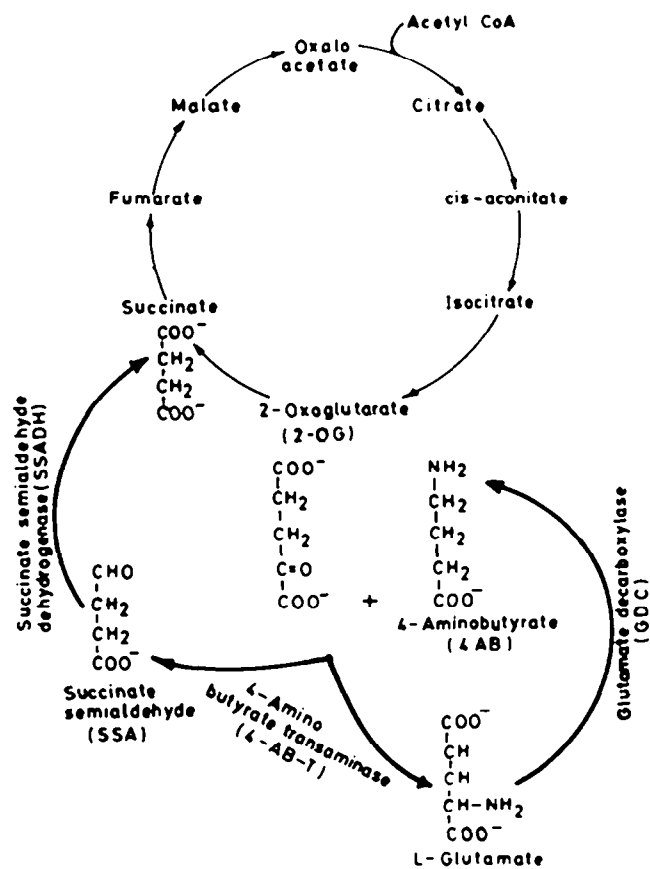 Acetyl CoA
Oxalo
acetate
Malate
Citrate
Fumarate
cis-aconitate
Succinate
Isocitrate
COO⁻
CH2
CH2
COO⁻
2-Oxoglutarate
(2-OG)
COO⁻
CH2
CH2
C=O
COO⁻
+
NH2
CH2
CH2
CH2
COO⁻
4-Aminobutyrate
(4AB)
Succinate semialdehyde
dehydrogenase(SSADH)
Glutamate decarboxylase
(GDC)
CHO
CH2
CH2
COO⁻
Succinate
semialdehyde
(SSA)
4-Amino
butyrate transaminase
(4-AB-T)
COO⁻
CH
CH
CH-NH2
COO⁻
L-Glutamate